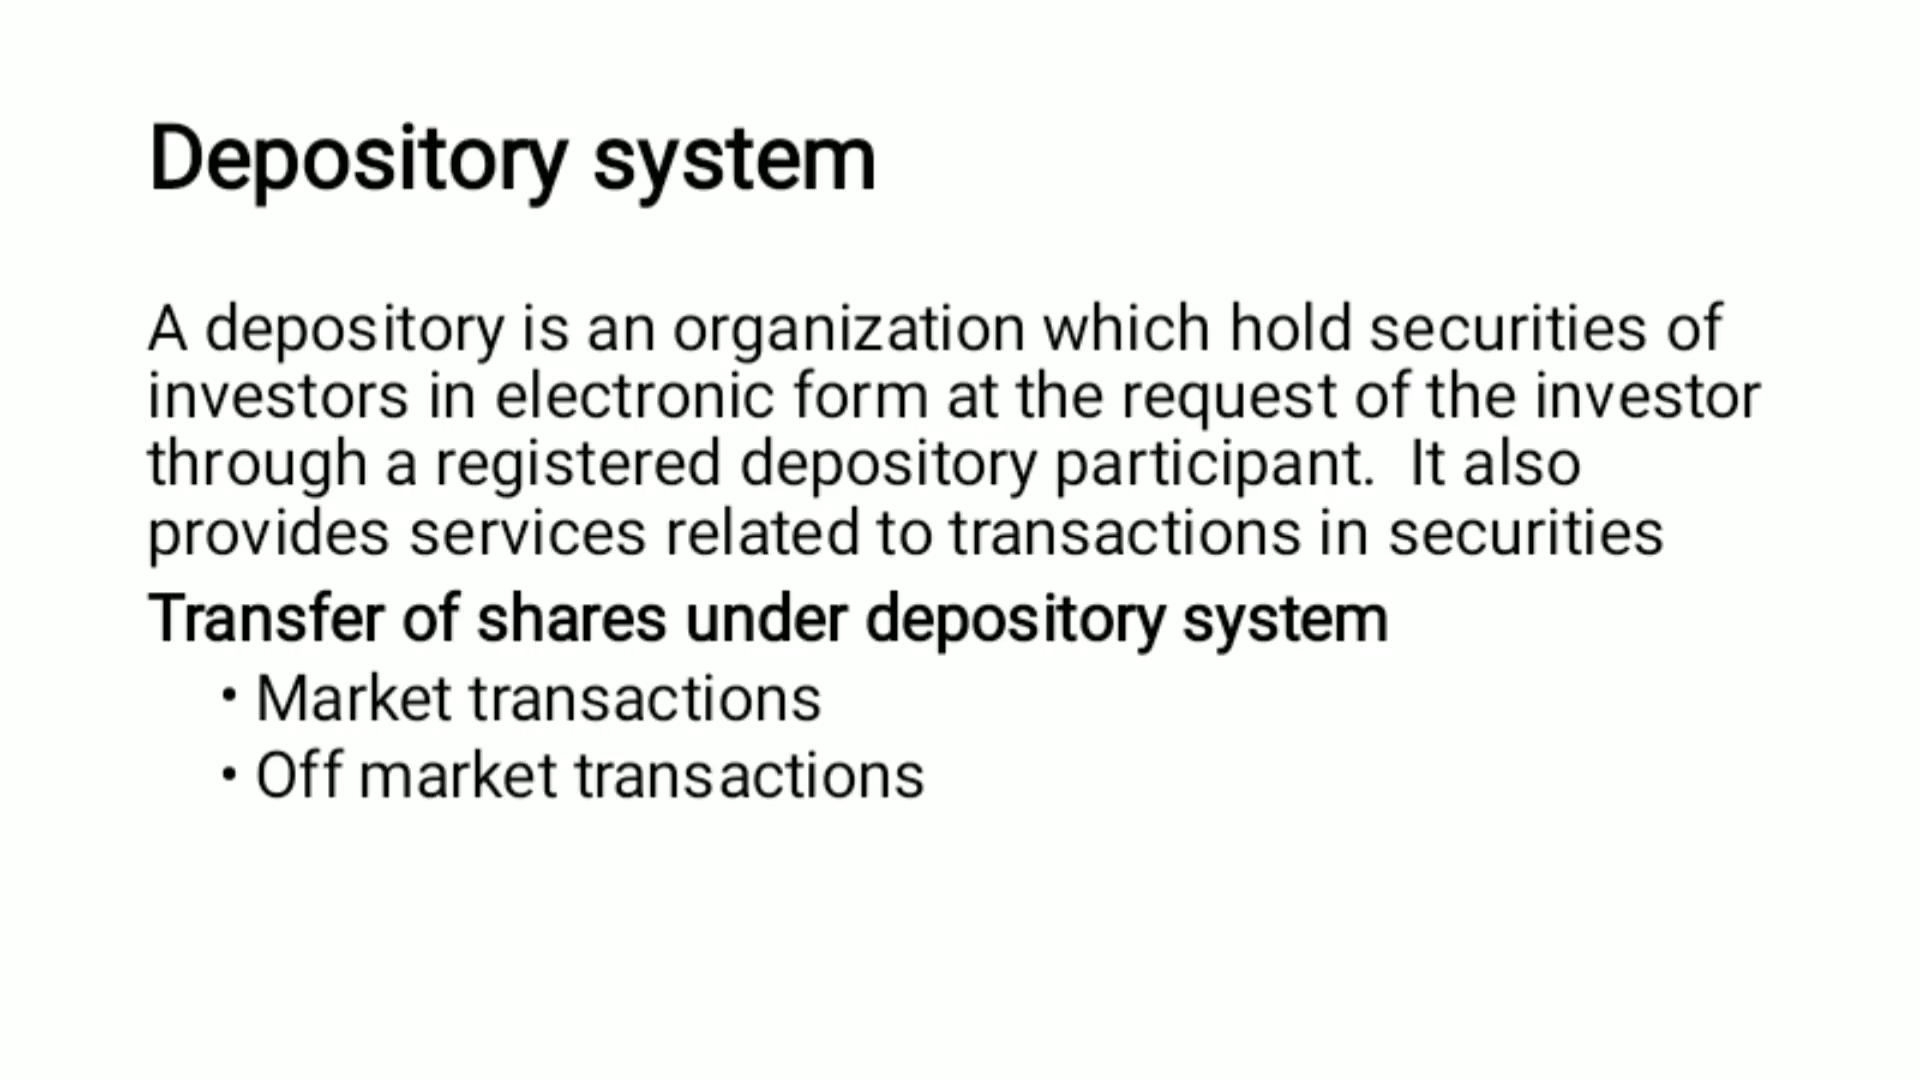 Depository system
A depository is an organization which hold securities of
investors in electronic form at the request of the investor
through a registered depository participant.  It also
provides services related to transactions in securities
Transfer of shares under depository system
• Market transactions
• Off market transactions